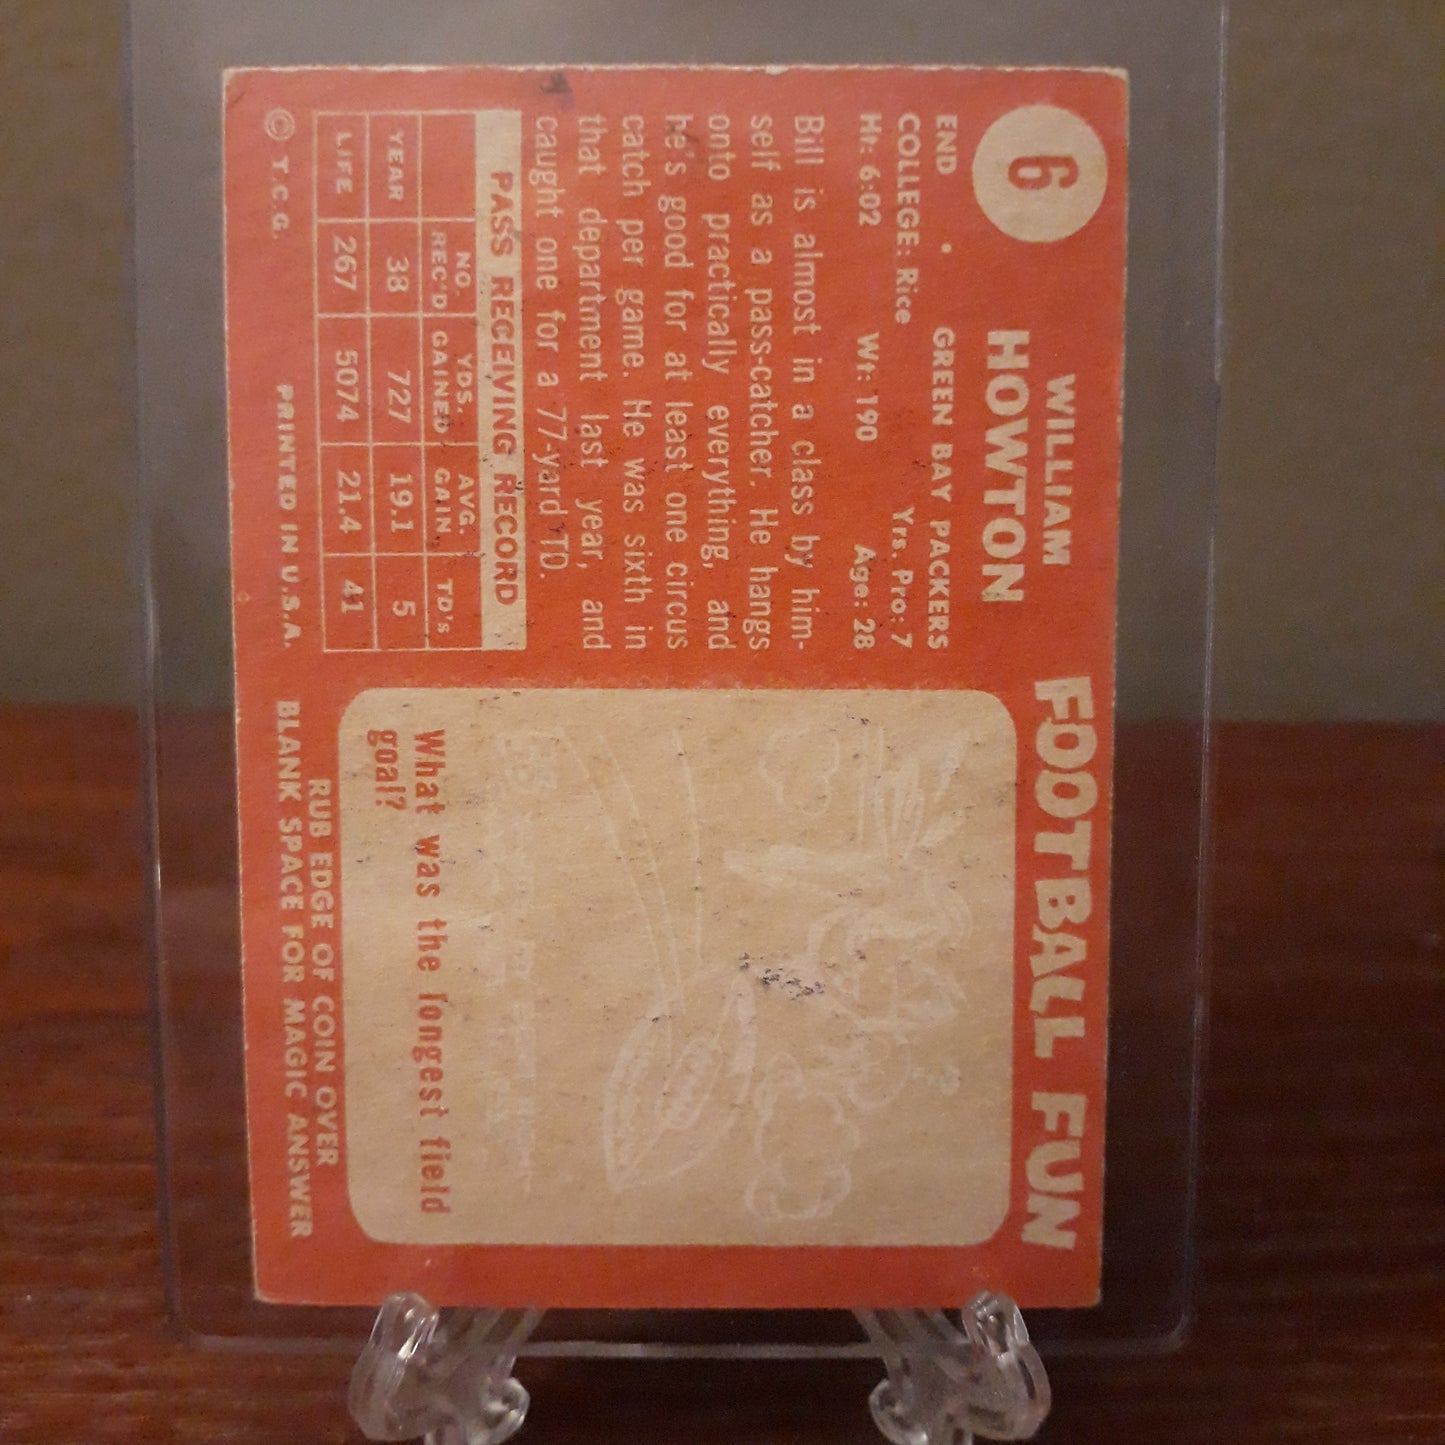 6
WILLIAM
HOWTON
END GREEN BAY PACKERS
COLLEGE: Rice Yrs. Pro: 7
Ht: 6:02 Wt: 190 Age: 28
Bill is almost in a class by him-
self as a pass-catcher. He hangs
onto practically everything, and
he's good for at least one circus
catch per game. He was sixth in
that department last year, and
caught one for a 77-yard TD.
PASS RECEIVING RECORD
NO. REC'D YDS. GAINED AVG. GAIN TD's
YEAR 38 727 19.1 5
LIFE 267 5074 21.4 41
© T.C.G. PRINTED IN U.S.A.
FOOTBALL FUN
What was the longest field
goal?
RUB EDGE OF COIN OVER
BLANK SPACE FOR MAGIC ANSWER